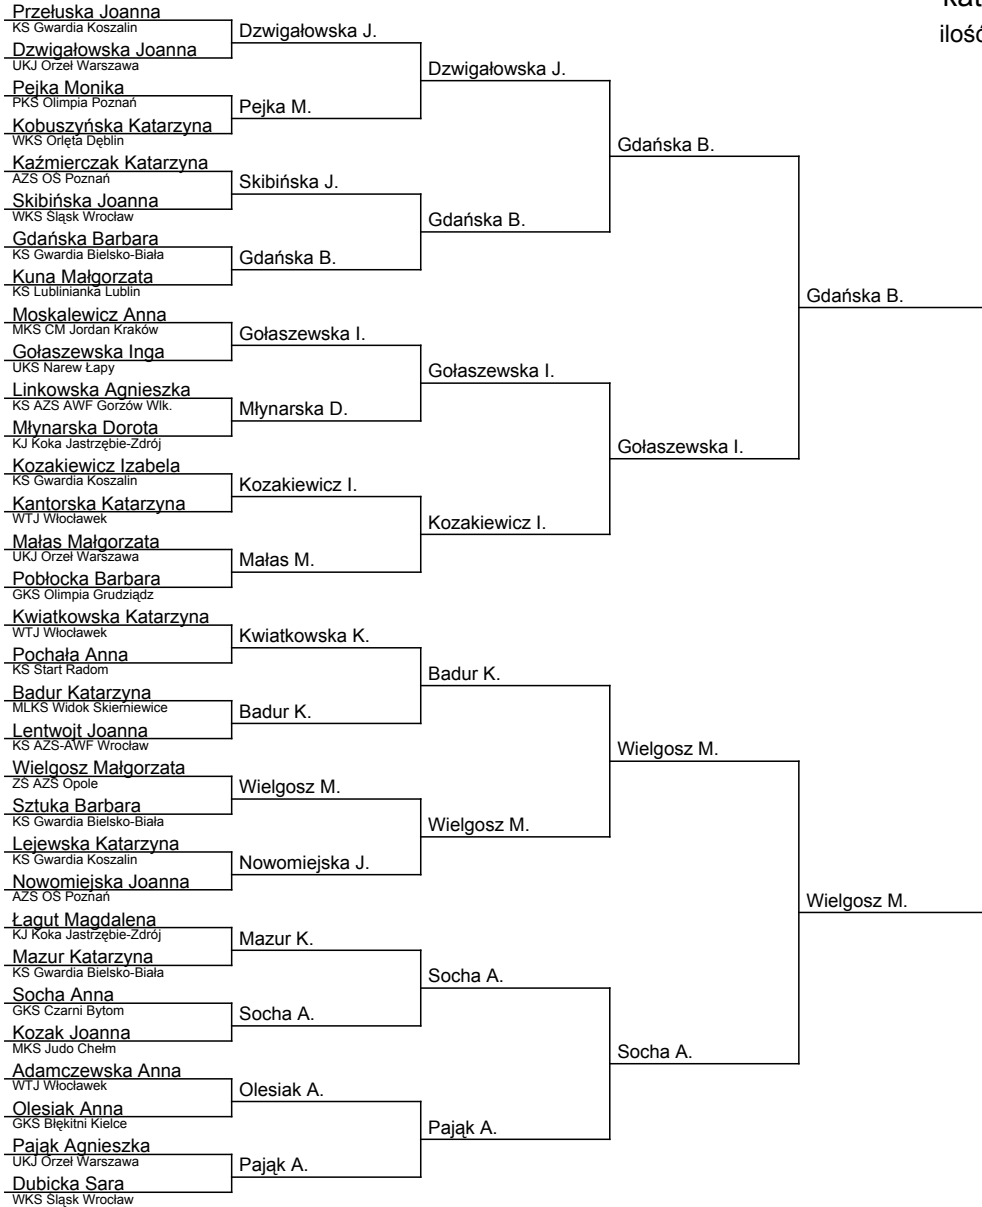 Przełuska Joanna
KS Gwardia Koszalin
Dzwigałowska Joanna
UKJ Orzeł Warszawa
Pejka Monika
PKS Olimpia Poznań
Kobuszyńska Katarzyna
WKS Orlęta Dęblin
Kaźmierczak Katarzyna
AZS OŚ Poznań
Skibińska Joanna
WKS Śląsk Wrocław
Gdańska Barbara
KS Gwardia Bielsko-Biała
Kuna Małgorzata
KS Lublinianka Lublin
Moskalewicz Anna
MKS CM Jordan Kraków
Gołaszewska Inga
UKS Narew Łapy
Linkowska Agnieszka
KS AZS AWF Gorzów Wlk.
Młynarska Dorota
KJ Koka Jastrzębie-Zdrój
Kozakiewicz Izabela
KS Gwardia Koszalin
Kantorska Katarzyna
WTJ Włocławek
Małas Małgorzata
UKJ Orzeł Warszawa
Pobłocka Barbara
GKS Olimpia Grudziądz
Kwiatkowska Katarzyna
WTJ Włocławek
Pochała Anna
KS Start Radom
Badur Katarzyna
MLKS Widok Skierniewice
Lentwojt Joanna
KS AZS-AWF Wrocław
Wielgosz Małgorzata
ZŚ AZS Opole
Sztuka Barbara
KS Gwardia Bielsko-Biała
Lejewska Katarzyna
KS Gwardia Koszalin
Nowomiejska Joanna
AZS OŚ Poznań
Łagut Magdalena
KJ Koka Jastrzębie-Zdrój
Mazur Katarzyna
KS Gwardia Bielsko-Biała
Socha Anna
GKS Czarni Bytom
Kozak Joanna
MKS Judo Chełm
Adamczewska Anna
WTJ Włocławek
Olesiak Anna
GKS Błękitni Kielce
Pająk Agnieszka
UKJ Orzeł Warszawa
Dubicka Sara
WKS Śląsk Wrocław
Dzwigałowska J.
Pejka M.
Skibińska J.
Gdańska B.
Gołaszewska I.
Młynarska D.
Kozakiewicz I.
Małas M.
Kwiatkowska K.
Badur K.
Wielgosz M.
Nowomiejska J.
Mazur K.
Socha A.
Olesiak A.
Pająk A.
Dzwigałowska J.
Gdańska B.
Gołaszewska I.
Kozakiewicz I.
Badur K.
Wielgosz M.
Socha A.
Pająk A.
Gdańska B.
Gołaszewska I.
Wielgosz M.
Socha A.
Gdańska B.
Wielgosz M.
ilość